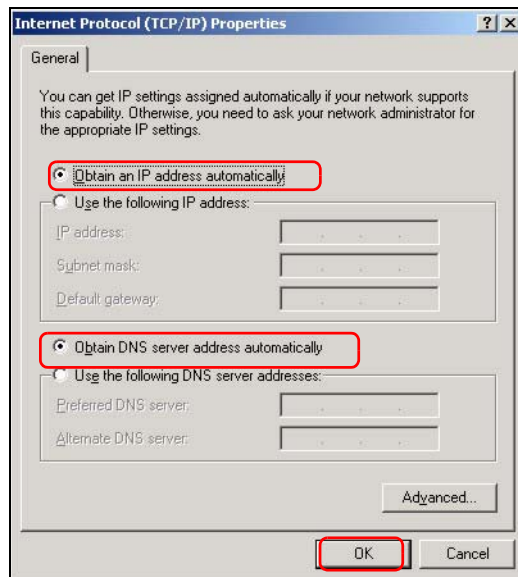 Internet Protocol (TCP/IP) Properties
General
You can get IP settings assigned automatically if your network supports
this capability. Otherwise, you need to ask your network administrator for
the appropriate IP settings.
Obtain an IP address automatically
Use the following IP address:
IP address:
Subnet mask:
Default gateway:
Obtain DNS server address automatically
Use the following DNS server addresses:
Preferred DNS server:
Alternate DNS server:
Advanced...
OK Cancel